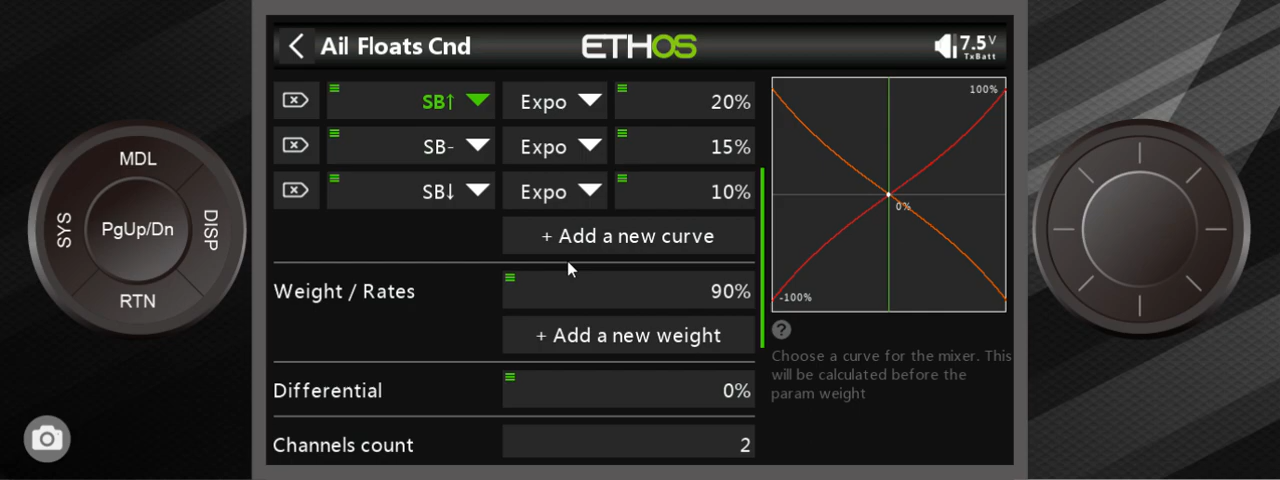 Ail Floats Cnd
ETHOS
7.5V
TxBatt
MDL
SYS
PgUp/Dn
DISP
RTN
SB↑ Expo 20%
SB- Expo 15%
SB↓ Expo 10%
+ Add a new curve
Weight / Rates 90%
+ Add a new weight
Differential 0%
Channels count 2
100%
0%
-100%
?
Choose a curve for the mixer. This
will be calculated before the
param weight